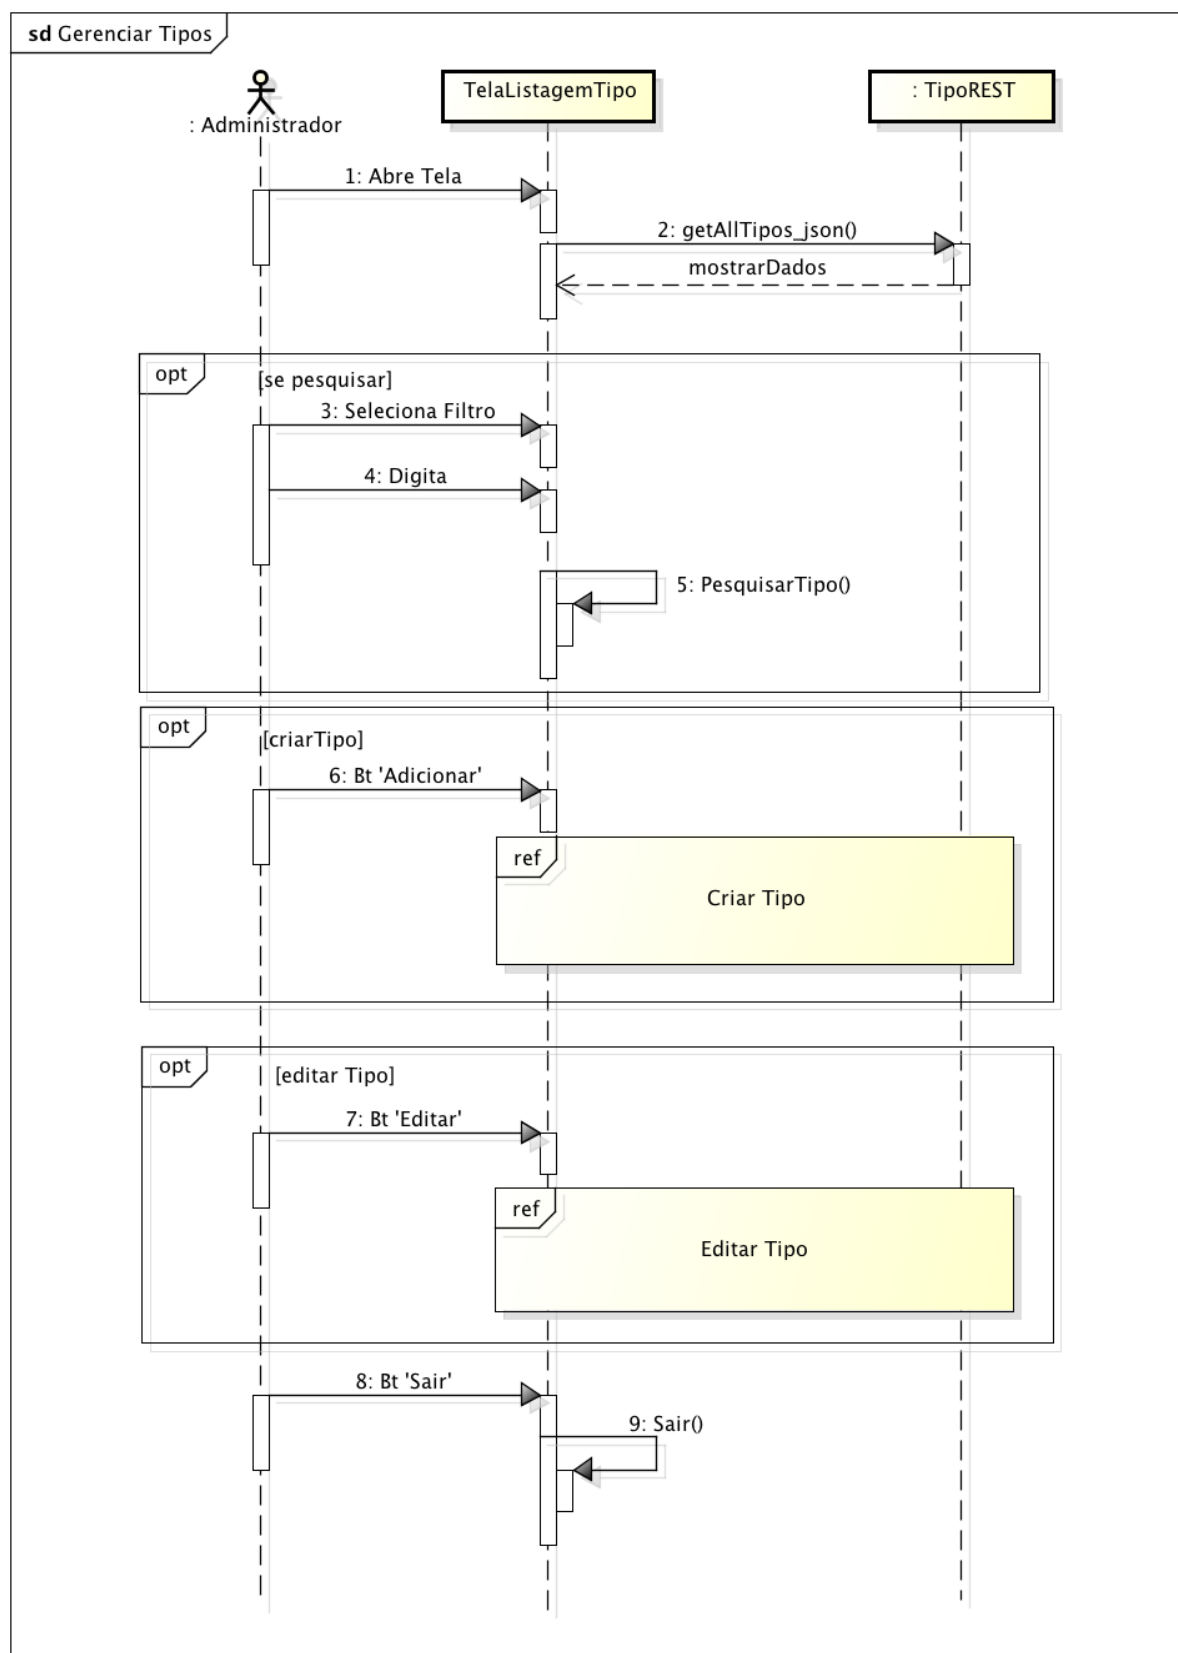 sd Gerenciar Tipos
: Administrador
TelaListagemTipo
: TipoREST
1: Abre Tela
2: getAllTipos_json()
mostrarDados
opt
[se pesquisar]
3: Seleciona Filtro
4: Digita
5: PesquisarTipo()
opt
[criarTipo]
6: Bt 'Adicionar'
ref
Criar Tipo
opt
[editar Tipo]
7: Bt 'Editar'
ref
Editar Tipo
8: Bt 'Sair'
9: Sair()